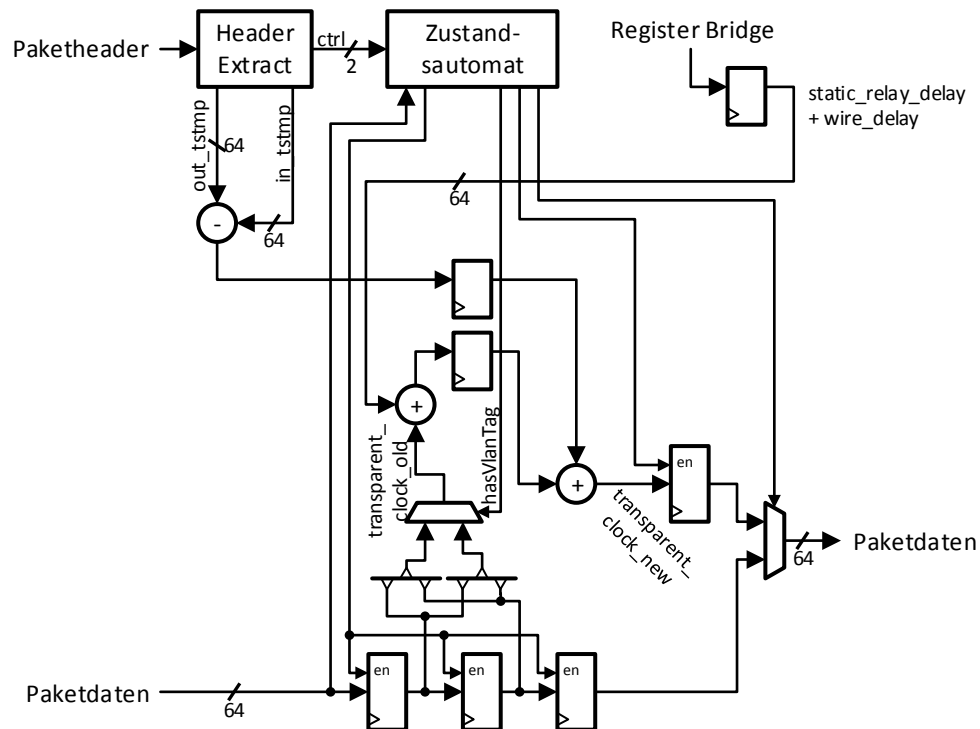 Paketheader
Header
Extract
ctrl
2
Zustand-
sautomat
Register Bridge
static_relay_delay
+ wire_delay
out_tstmp
64
in_tstmp
64
64
-
+
transparent_
clock_old
hasVlanTag
+
en
transparent_
clock_new
64
Paketdaten
Paketdaten
64
en
en
en